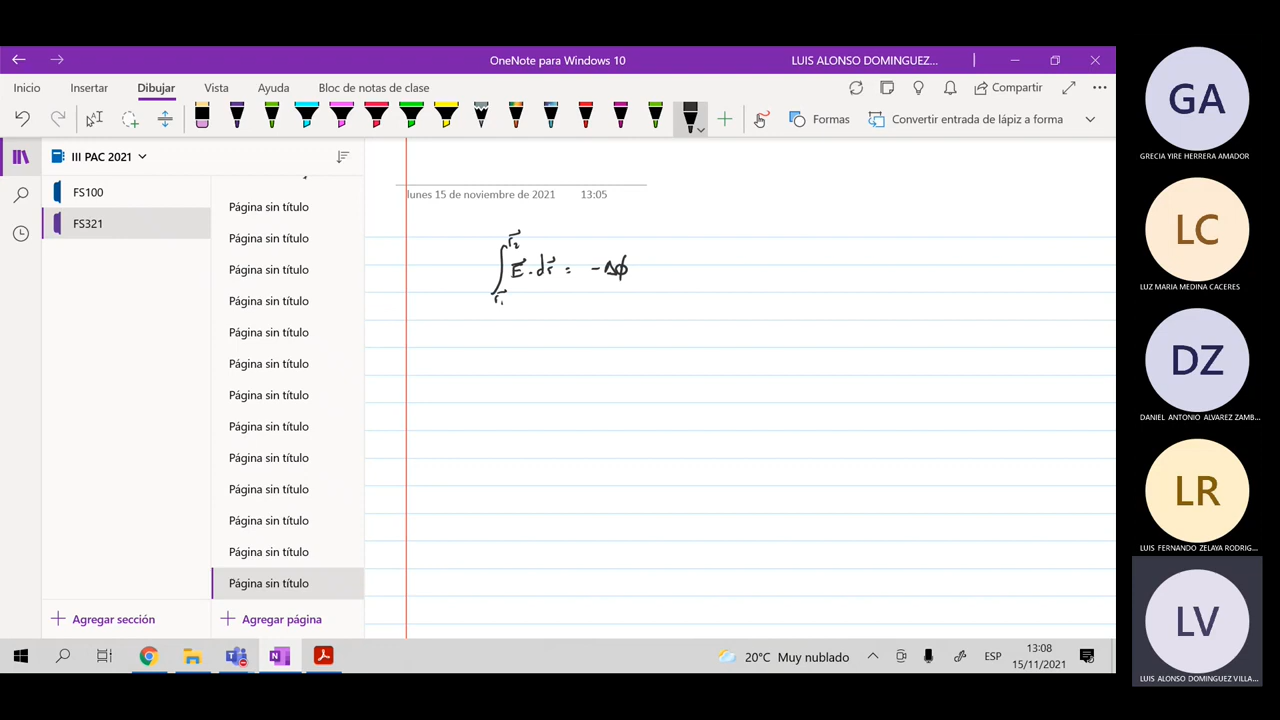 OneNote para Windows 10
LUIS ALONSO DOMINGUEZ...
Inicio
Insertar
Dibujar
Vista
Ayuda
Bloc de notas de clase
Compartir
Formas
Convertir entrada de lápiz a forma
III PAC 2021
FS100
FS321
Página sin título
Página sin título
Página sin título
Página sin título
Página sin título
Página sin título
Página sin título
Página sin título
Página sin título
Página sin título
Página sin título
Página sin título
Página sin título
Agregar sección
Agregar página
lunes 15 de noviembre de 2021 13:05
∫_{r⃗₁}^{r⃗₂} E⃗ · dr⃗ = -Δϕ
20°C Muy nublado
ESP
13:08
15/11/2021
GA
GRECIA YIRE HERRERA AMADOR
LC
LUZ MARIA MEDINA CACERES
DZ
DANIEL ANTONIO ALVAREZ ZAMB...
LR
LUIS FERNANDO ZELAYA RODRIG...
LV
LUIS ALONSO DOMINGUEZ VILLA...